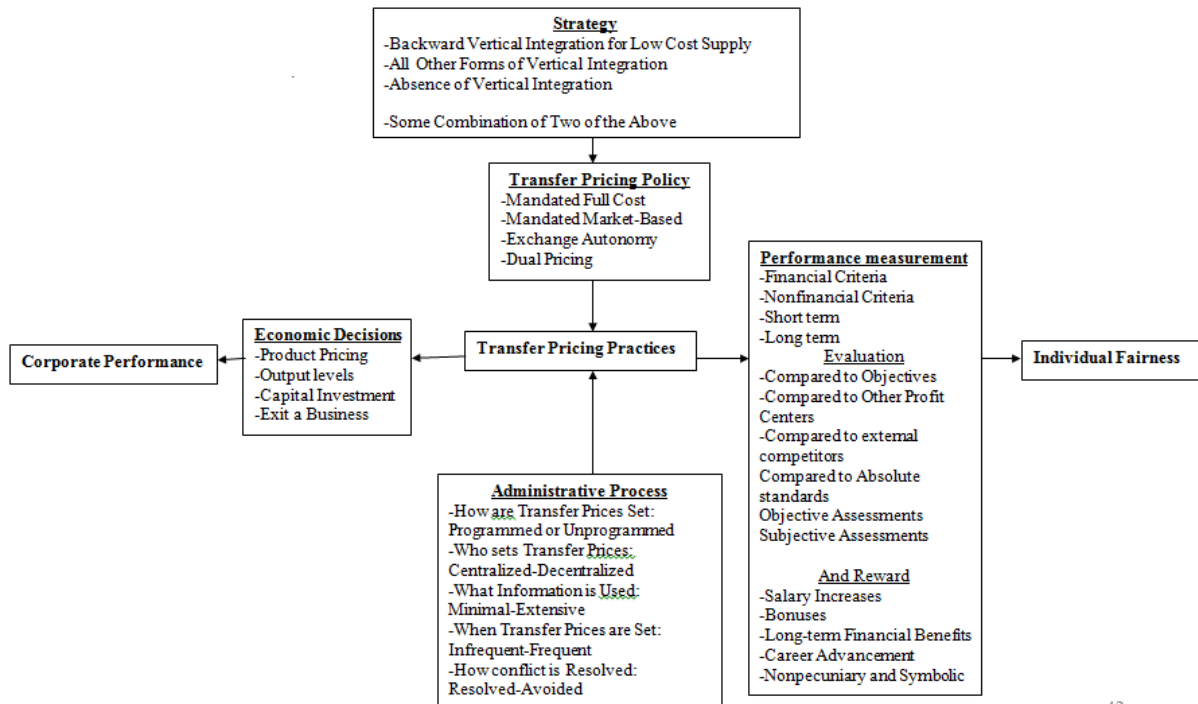 Strategy
-Backward Vertical Integration for Low Cost Supply
-All Other Forms of Vertical Integration
-Absence of Vertical Integration
-Some Combination of Two of the Above
Transfer Pricing Policy
-Mandated Full Cost
-Mandated Market-Based
-Exchange Autonomy
-Dual Pricing
Corporate Performance
Economic Decisions
-Product Pricing
-Output levels
-Capital Investment
-Exit a Business
Transfer Pricing Practices
Performance measurement
-Financial Criteria
-Nonfinancial Criteria
-Short term
-Long term
Evaluation
-Compared to Objectives
-Compared to Other Profit
Centers
-Compared to external
competitors
Compared to Absolute
standards
Objective Assessments
Subjective Assessments
And Reward
-Salary Increases
-Bonuses
-Long-term Financial Benefits
-Career Advancement
-Nonpecuniary and Symbolic
Individual Fairness
Administrative Process
-How are Transfer Prices Set:
Programmed or Unprogrammed
-Who sets Transfer Prices:
Centralized-Decentralized
-What Information is Used:
Minimal-Extensive
-When Transfer Prices are Set:
Infrequent-Frequent
-How conflict is Resolved:
Resolved-Avoided